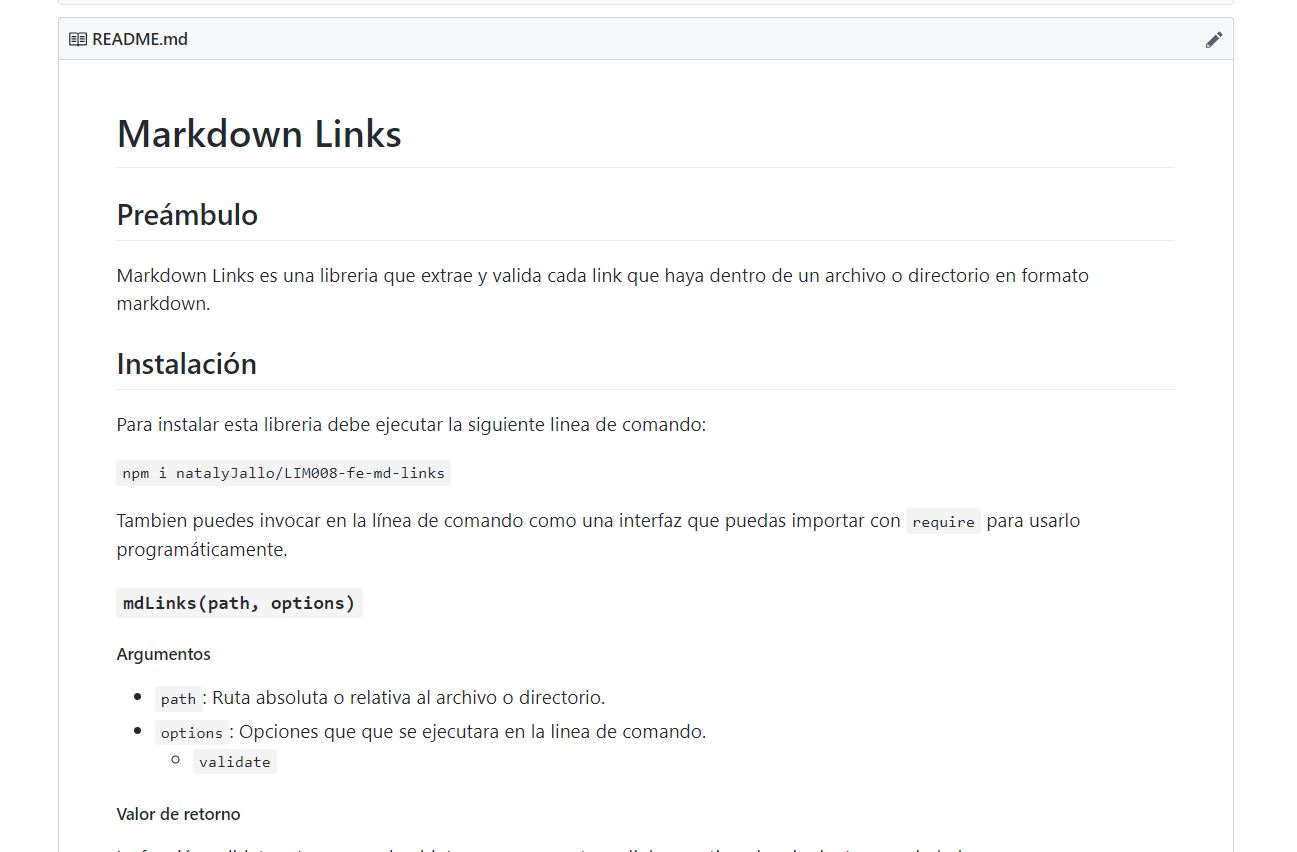 README.md
Markdown Links
Preámbulo
Markdown Links es una libreria que extrae y valida cada link que haya dentro de un archivo o directorio en formato
markdown.
Instalación
Para instalar esta libreria debe ejecutar la siguiente linea de comando:
npm i natalyJallo/LIM008-fe-md-links
Tambien puedes invocar en la línea de comando como una interfaz que puedas importar con require para usarlo
programáticamente.
mdLinks(path, options)
Argumentos
path: Ruta absoluta o relativa al archivo o directorio.
options: Opciones que que se ejecutara en la linea de comando.
validate
Valor de retorno